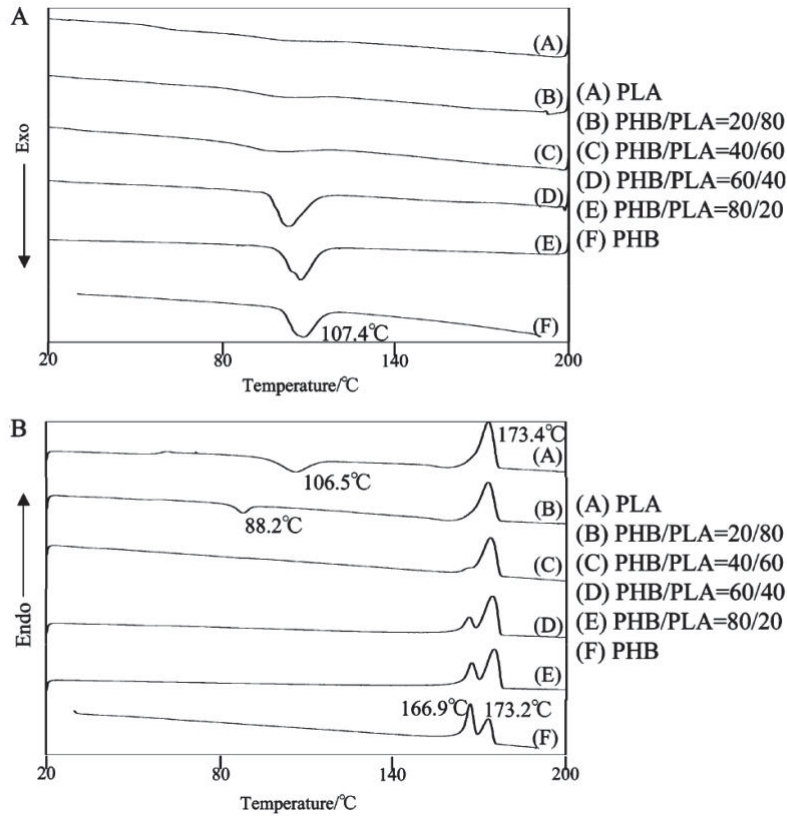 A
(A)
(B)
(C)
(D)
(E)
(F)
107.4℃
Exo
20
80
140
200
Temperature/℃
(A) PLA
(B) PHB/PLA=20/80
(C) PHB/PLA=40/60
(D) PHB/PLA=60/40
(E) PHB/PLA=80/20
(F) PHB
B
173.4℃
(A)
106.5℃
(B)
88.2℃
(C)
(D)
(E)
166.9℃ 173.2℃
(F)
Endo
20
80
140
200
Temperature/℃
(A) PLA
(B) PHB/PLA=20/80
(C) PHB/PLA=40/60
(D) PHB/PLA=60/40
(E) PHB/PLA=80/20
(F) PHB